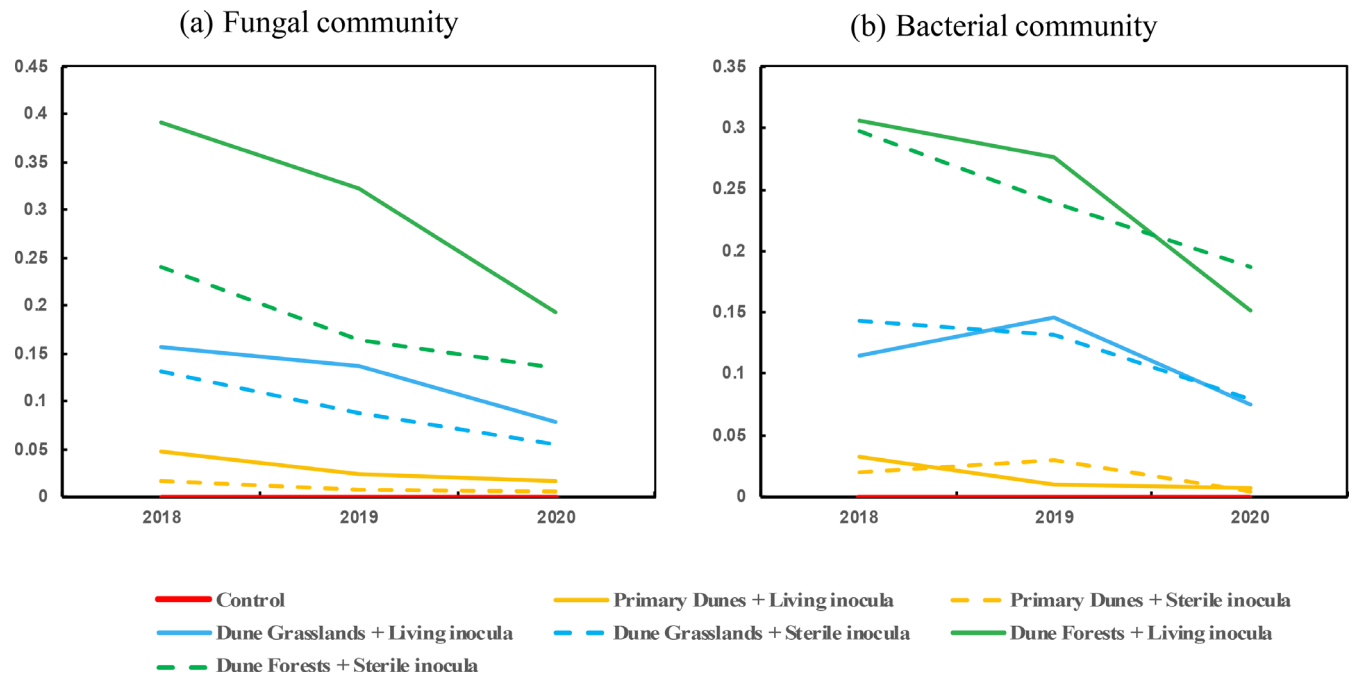 (a) Fungal community
0.45
0.4
0.35
0.3
0.25
0.2
0.15
0.1
0.05
0
2018 2019 2020
(b) Bacterial community
0.35
0.3
0.25
0.2
0.15
0.1
0.05
0
2018 2019 2020
Control
Primary Dunes + Living inocula
Primary Dunes + Sterile inocula
Dune Grasslands + Living inocula
Dune Grasslands + Sterile inocula
Dune Forests + Living inocula
Dune Forests + Sterile inocula